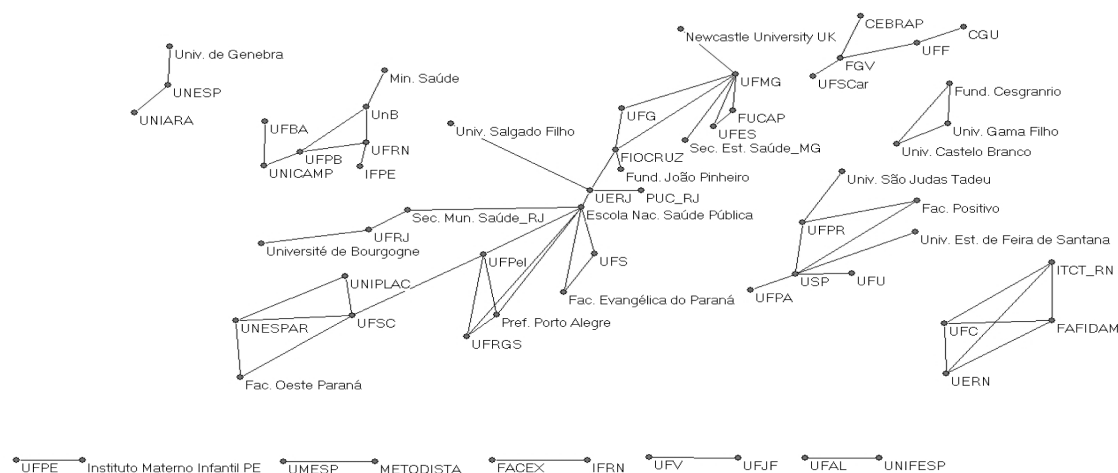 CEBRAP
CGU
Newcastle University UK
UFF
Univ. de Genebra
FGV
Min. Saúde
UFMG
UFSCar
UNESP
Fund. Cesgranrio
UnB
UFG
FUCAP
UNIARA
UFBA
Univ. Salgado Filho
UFES
Univ. Gama Filho
UFRN
Sec. Est. Saúde_MG
Univ. Castelo Branco
UFPB
FIOCRUZ
UNICAMP
IFPE
Fund. João Pinheiro
Univ. São Judas Tadeu
UERJ
PUC_RJ
Fac. Positivo
Sec. Mun. Saúde_RJ
Escola Nac. Saúde Pública
UFPR
UFRJ
Univ. Est. de Feira de Santana
Université de Bourgogne
UFPel
UFS
ITCT_RN
UNIPLAC
USP
UFU
Fac. Evangélica do Paraná
UFPA
UNESPAR
UFSC
Pref. Porto Alegre
UFC
FAFIDAM
UFRGS
Fac. Oeste Paraná
UERN
UFPE
Instituto Materno Infantil PE
UMESP
METODISTA
FACEX
IFRN
UFV
UFJF
UFAL
UNIFESP